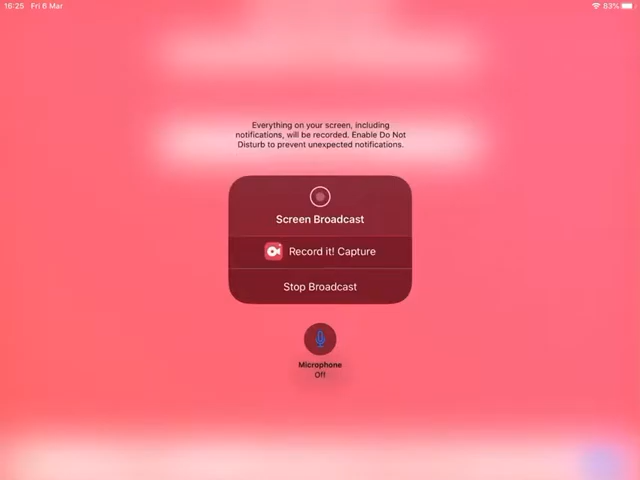 16:25 Fri 6 Mar 83%
Everything on your screen, including
notifications, will be recorded. Enable Do Not
Disturb to prevent unexpected notifications.
Screen Broadcast
Record it! Capture
Stop Broadcast
Microphone
Off